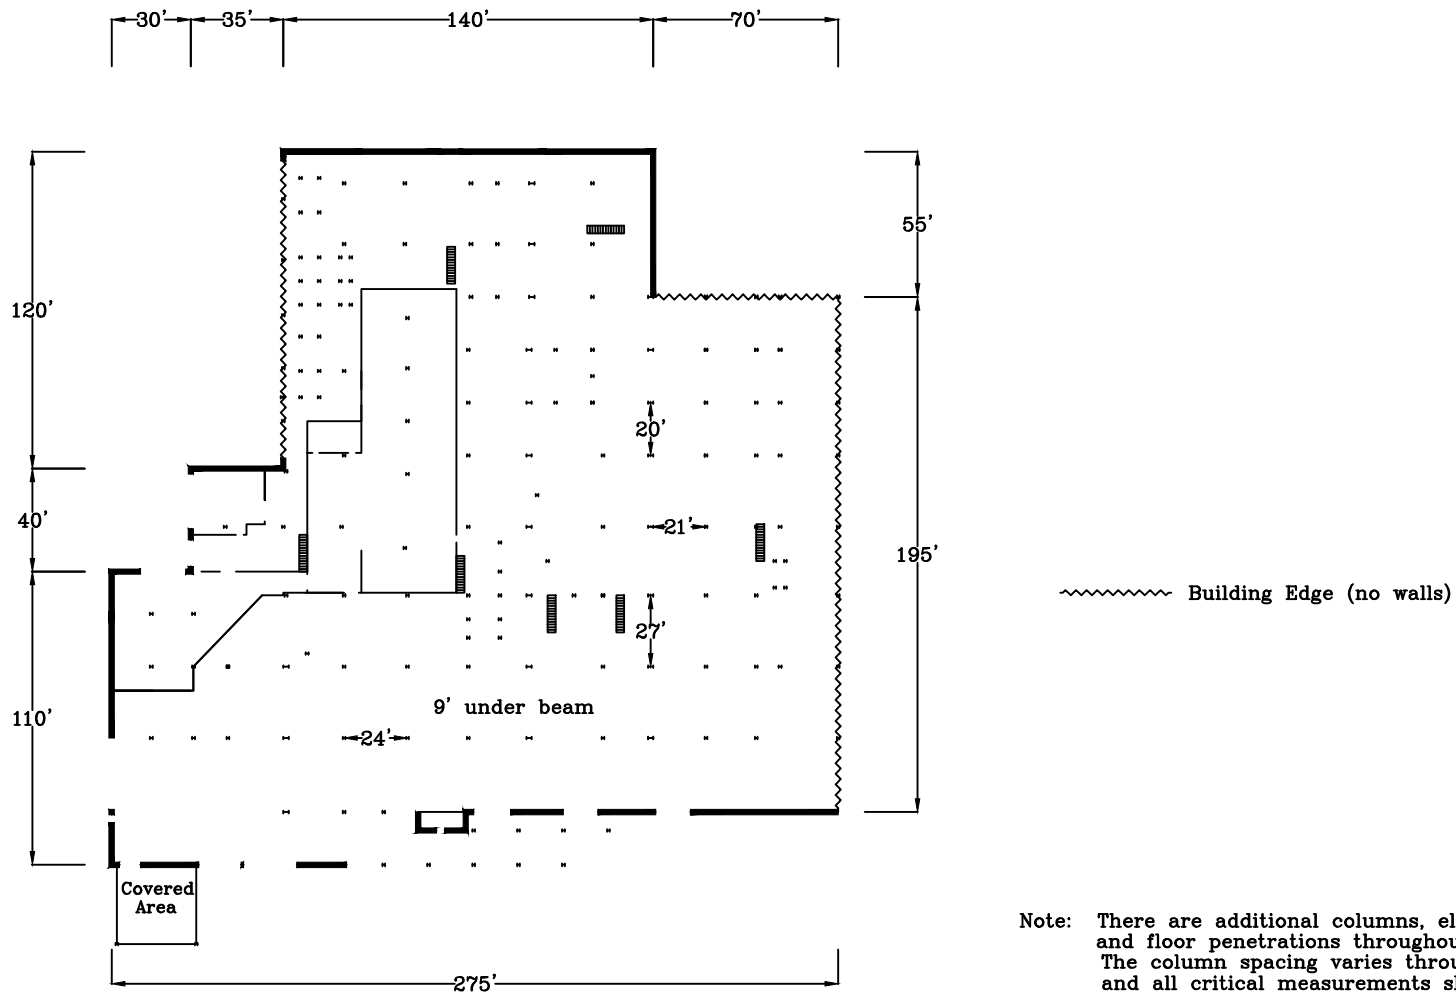 30' 35' 140' 70'
55'
120'
20'
40'
21'
195'
Building Edge (no walls)
27'
9' under beam
110'
24'
Covered
Area
Note: There are additional columns,
and floor penetrations
The column spacing varies
and all critical measurements
275'